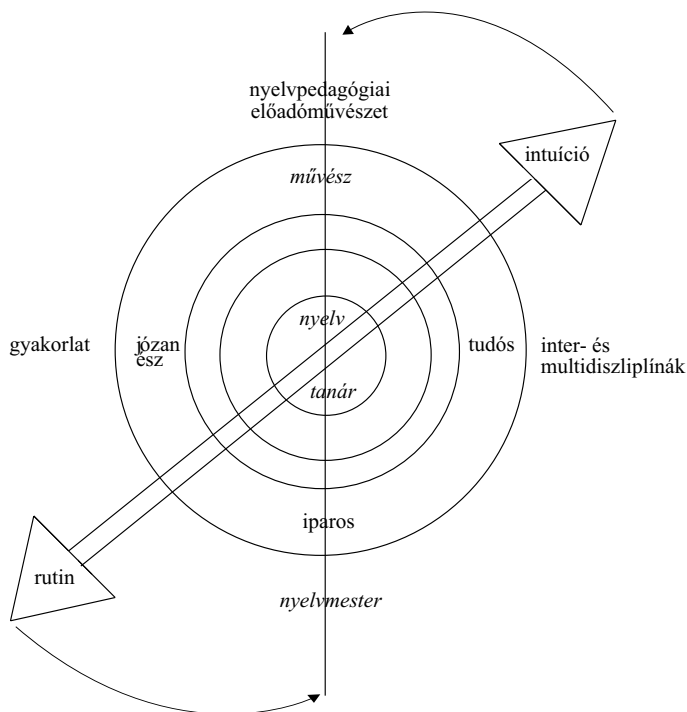 nyelvpedagógiai
előadóművészet
intuíció
művész
nyelv
gyakorlat
józan
ész
tudós
inter- és
multidiszliplínák
tanár
iparos
rutin
nyelvmester